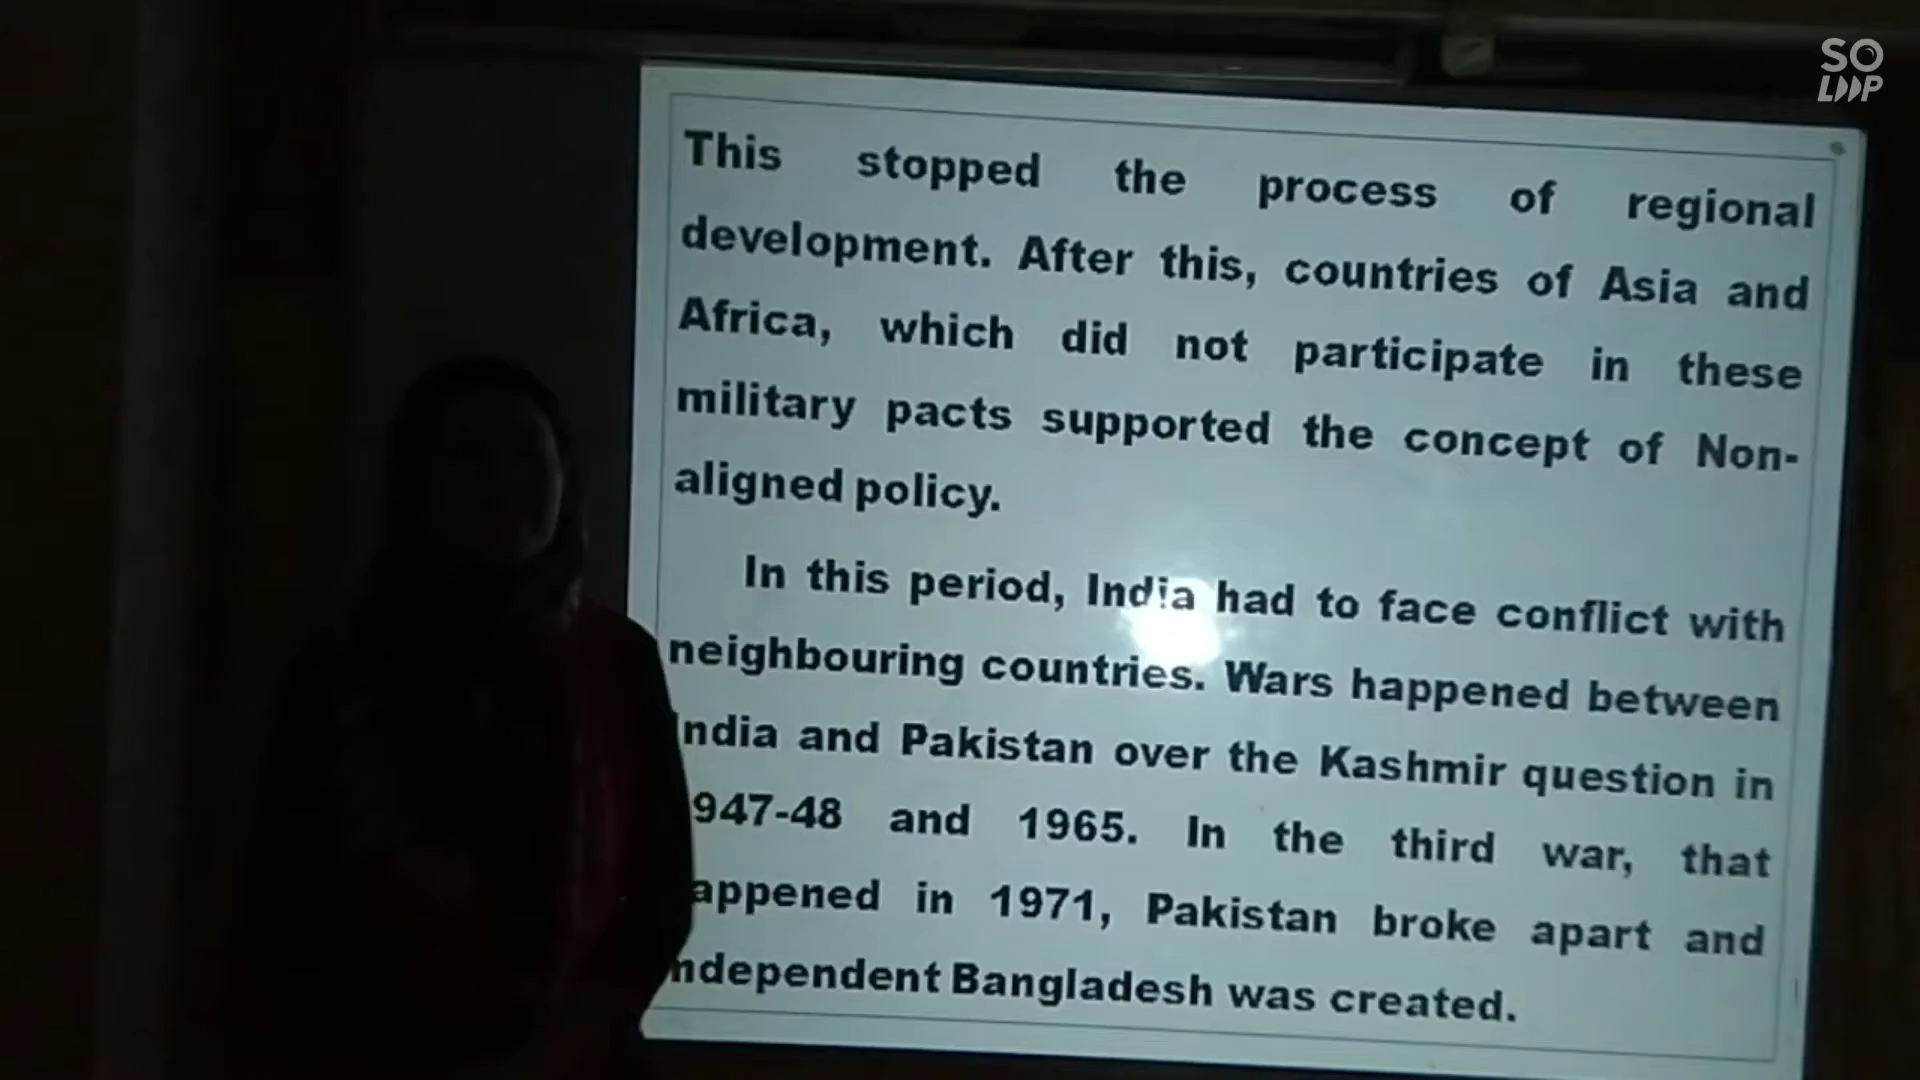 SO
LOOP
This stopped the process of regional
development. After this, countries of Asia and
Africa, which did not participate in these
military pacts supported the concept of Non-
aligned policy.
In this period, India had to face conflict with
neighbouring countries. Wars happened between
ndia and Pakistan over the Kashmir question in
947-48 and 1965. In the third war, that
appened in 1971, Pakistan broke apart and
ndependent Bangladesh was created.